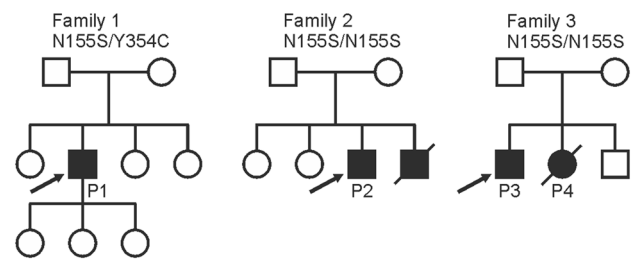 Family 1
N155S/Y354C
P1
Family 2
N155S/N155S
P2
Family 3
N155S/N155S
P3
P4